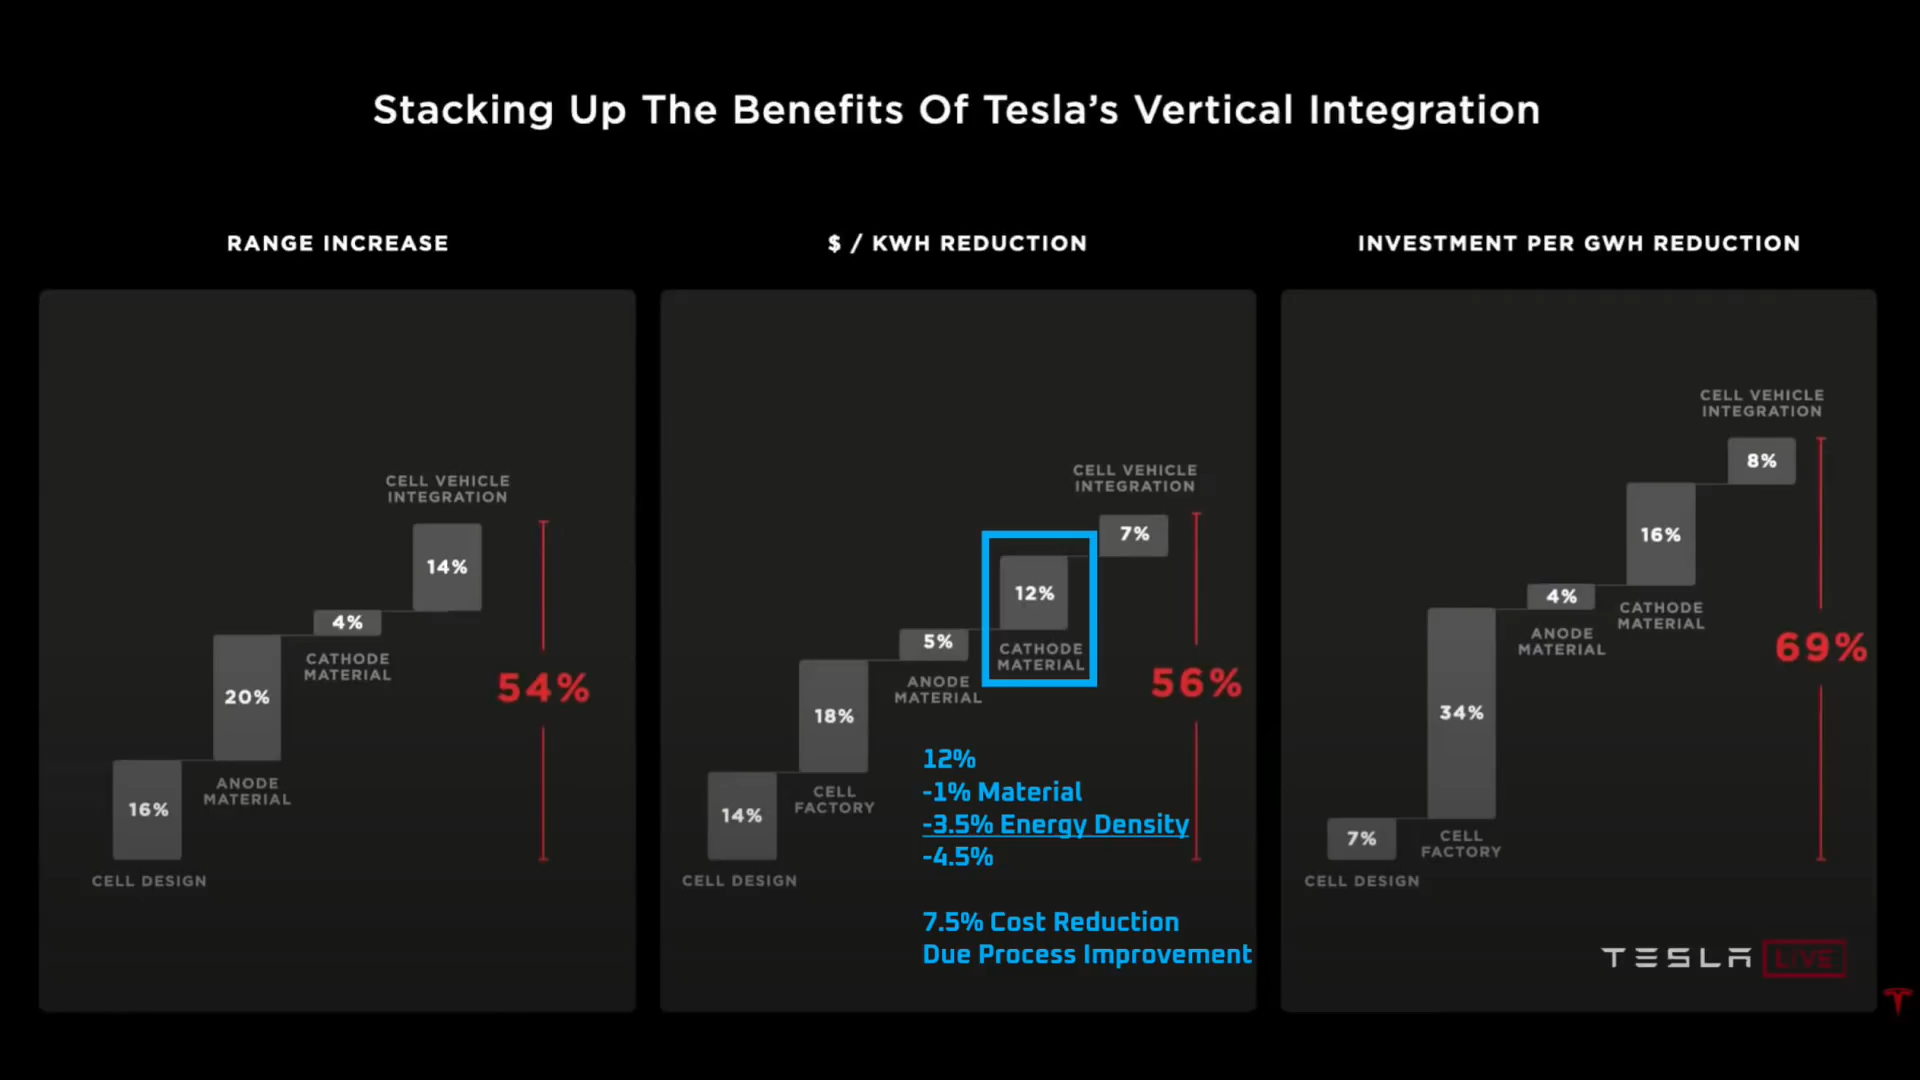 Stacking Up The Benefits Of Tesla's Vertical Integration
RANGE INCREASE
CELL VEHICLE
INTEGRATION
14%
4%
CATHODE
MATERIAL
20%
ANODE
MATERIAL
16%
CELL DESIGN
54%
$ / KWH REDUCTION
CELL VEHICLE
INTEGRATION
7%
12%
CATHODE
MATERIAL
5%
ANODE
MATERIAL
18%
CELL
FACTORY
14%
CELL DESIGN
56%
12%
-1% Material
-3.5% Energy Density
-4.5%
7.5% Cost Reduction
Due Process Improvement
INVESTMENT PER GWH REDUCTION
CELL VEHICLE
INTEGRATION
8%
16%
CATHODE
MATERIAL
4%
ANODE
MATERIAL
34%
CELL
FACTORY
7%
CELL DESIGN
69%
TESLA LIVE